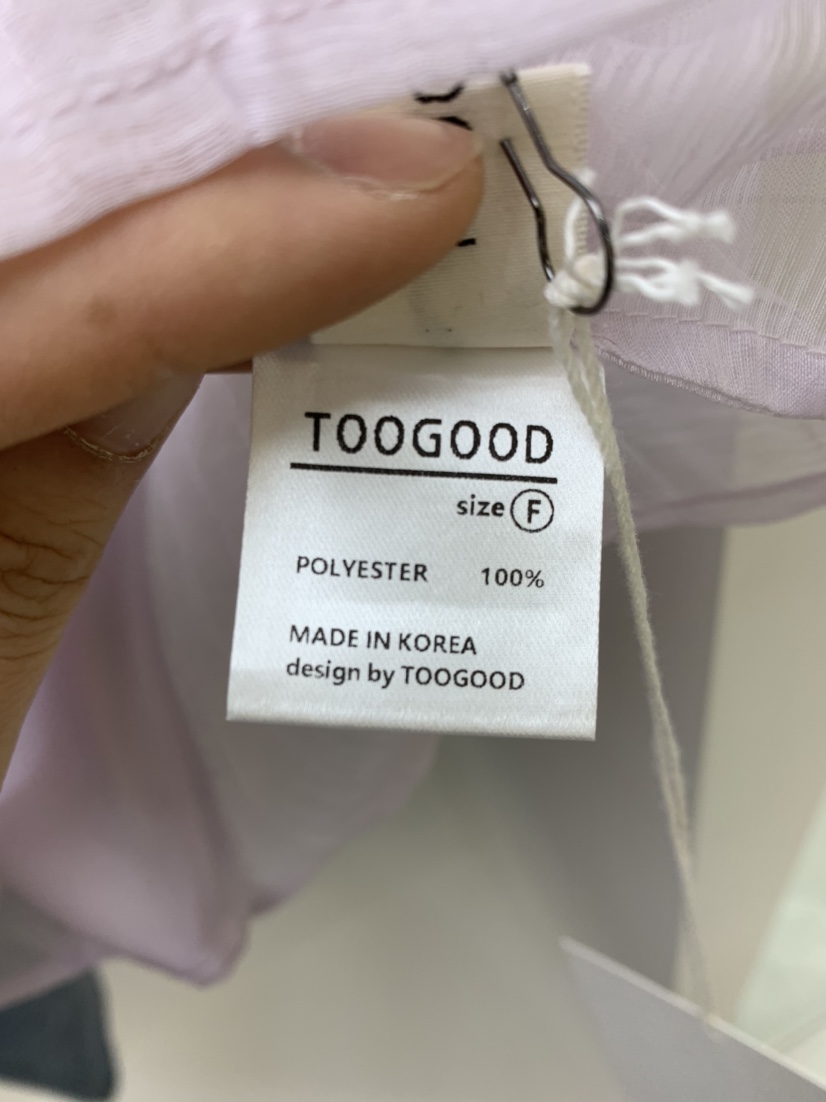 TOOGOOD
size F
POLYESTER 100%
MADE IN KOREA
design by TOOGOOD